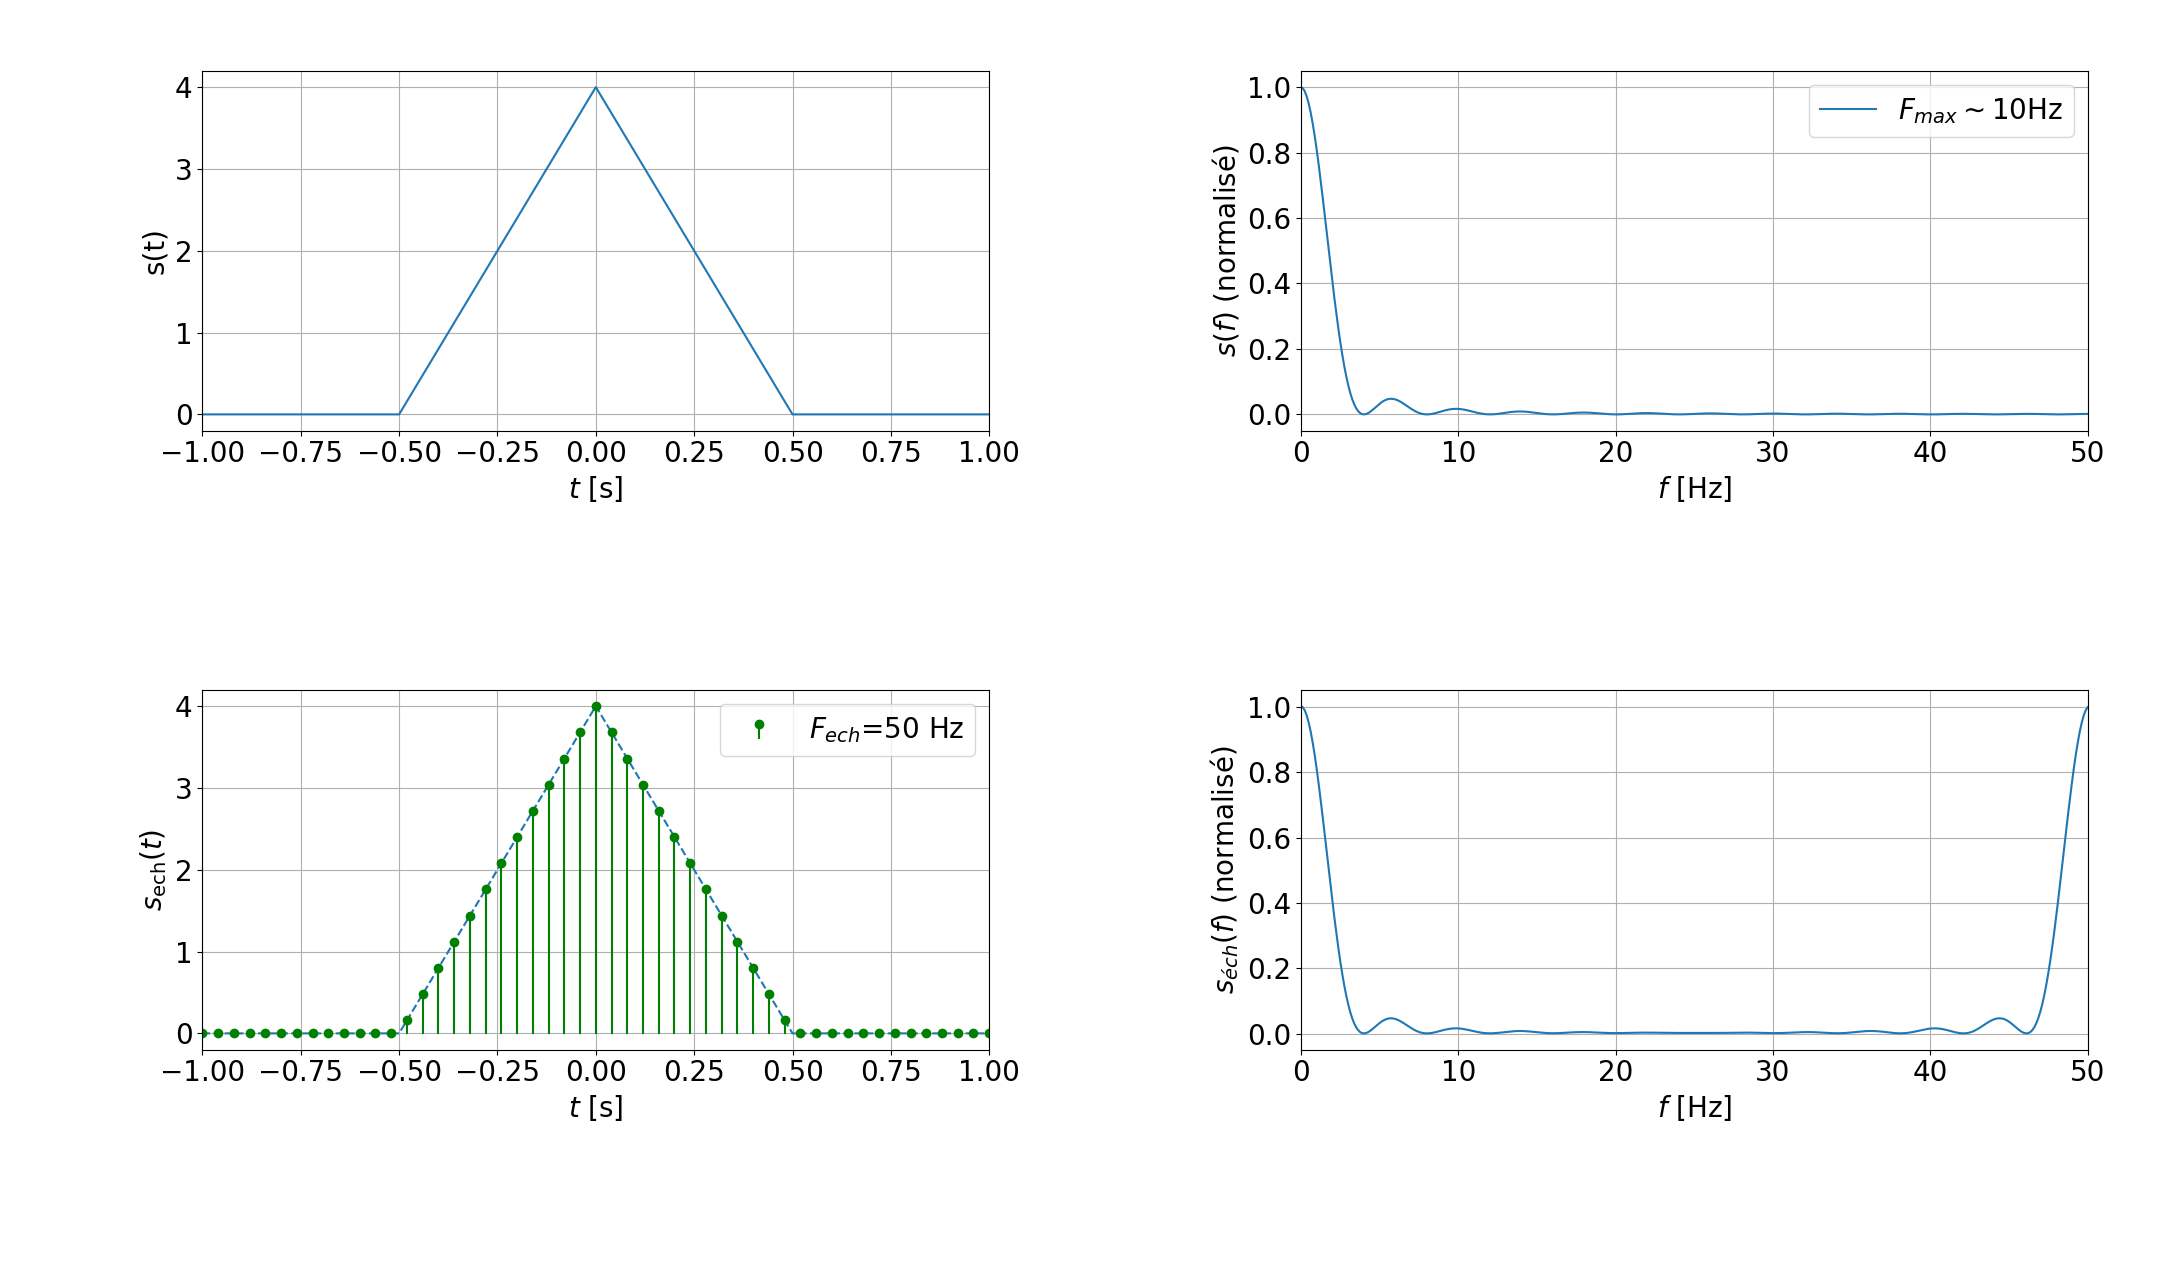 s(t)
4
3
2
1
0
−1.00 −0.75 −0.50 −0.25 0.00 0.25 0.50 0.75 1.00
t [s]
s(f) (normalisé)
1.0
0.8
0.6
0.4
0.2
0.0
F_max ∼ 10Hz
0 10 20 30 40 50
f [Hz]
s_ech(t)
4
3
2
1
0
F_ech=50 Hz
−1.00 −0.75 −0.50 −0.25 0.00 0.25 0.50 0.75 1.00
t [s]
s_éch(f) (normalisé)
1.0
0.8
0.6
0.4
0.2
0.0
0 10 20 30 40 50
f [Hz]